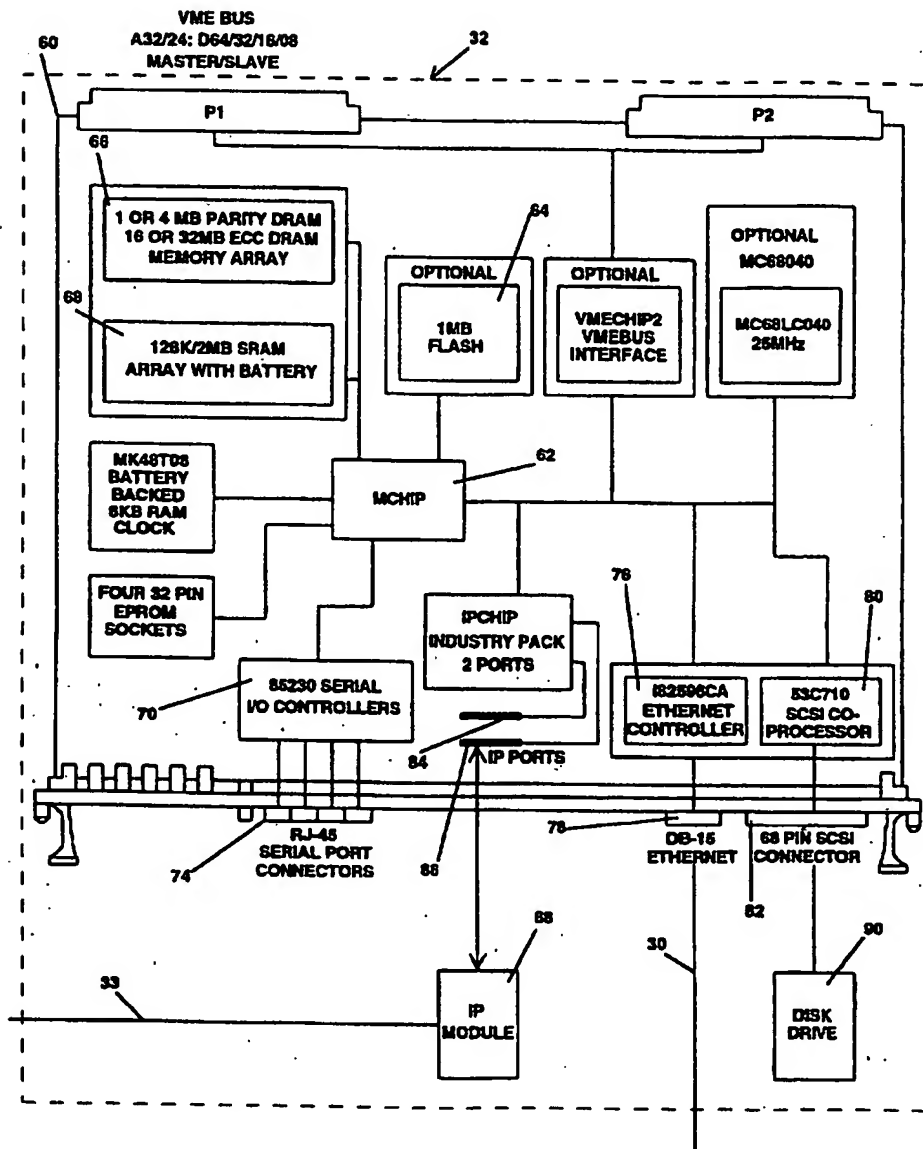 VME BUS
A32/24: D64/32/16/08
MASTER/SLAVE
60
32
P1
P2
66
1 OR 4 MB PARITY DRAM
16 OR 32MB ECC DRAM
MEMORY ARRAY
68
128K/2MB SRAM
ARRAY WITH BATTERY
64
OPTIONAL
1MB
FLASH
OPTIONAL
VMECHIP2
VMEBUS
INTERFACE
OPTIONAL
MC68040
MC68LC040
25MHz
MK48T08
BATTERY
BACKED
8KB RAM
CLOCK
62
MCHIP
FOUR 32 PIN
EPROM
SOCKETS
IPCHIP
INDUSTRY PACK
2 PORTS
76
80
70
85230 SERIAL
I/O CONTROLLERS
I82596CA
ETHERNET
CONTROLLER
53C710
SCSI CO-
PROCESSOR
84
IP PORTS
74
RJ-45
SERIAL PORT
CONNECTORS
86
78
DB-15
ETHERNET
68 PIN SCSI
CONNECTOR
82
88
30
90
33
IP
MODULE
DISK
DRIVE